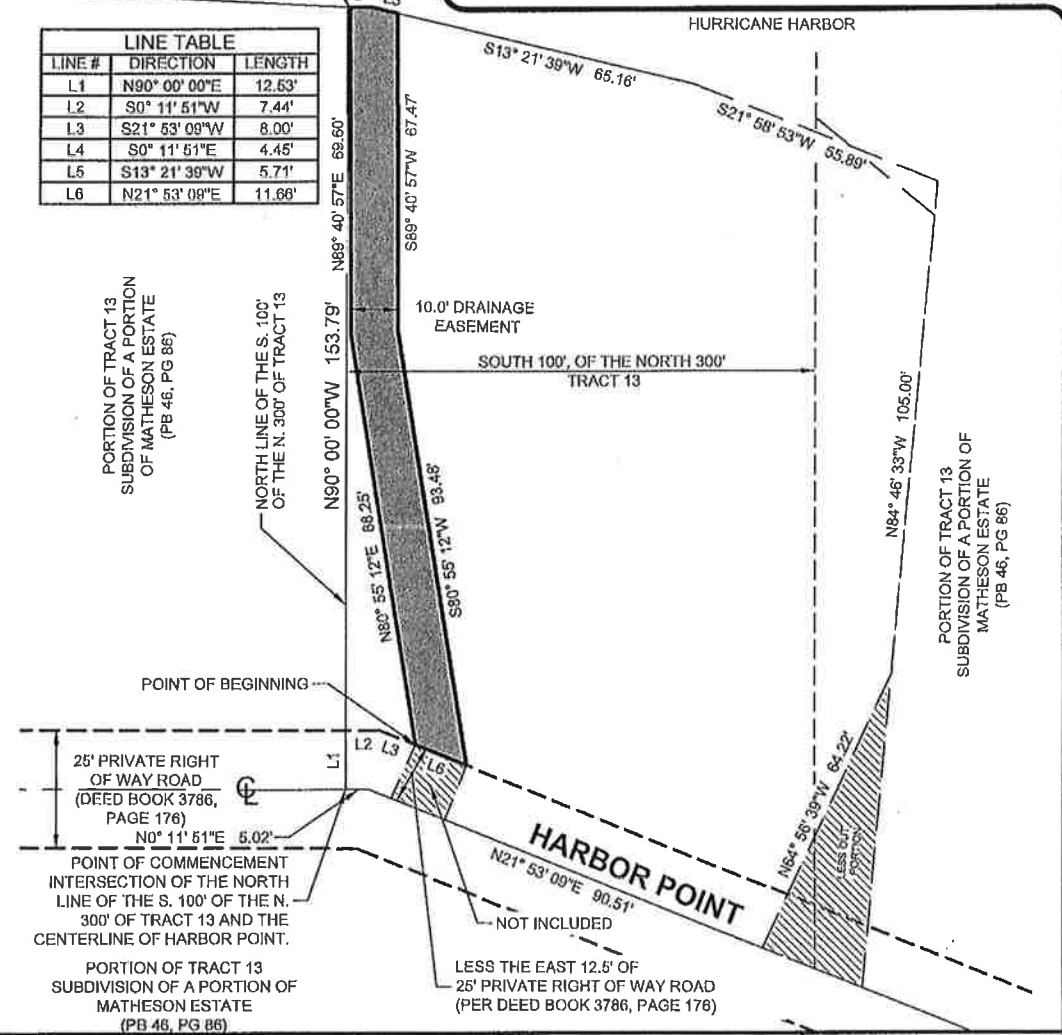 HURRICANE HARBOR
LINE TABLE
LINE # DIRECTION LENGTH
L1 N90° 00' 00"E 12.53'
L2 S0° 11' 51"W 7.44'
L3 S21° 53' 09"W 8.00'
L4 S0° 11' 51"E 4.45'
L5 S13° 21' 39"W 5.71'
L6 N21° 53' 09"E 11.66'
S13° 21' 39"W 65.16'
S21° 58' 53"W 55.89'
N89° 40' 57"E 69.60'
S89° 40' 57"W 67.47'
10.0' DRAINAGE
EASEMENT
PORTION OF TRACT 13
SUBDIVISION OF A PORTION
OF MATHESON ESTATE
(PB 46, PG 86)
NORTH LINE OF THE S. 100'
OF THE N. 300' OF TRACT 13
N90° 00' 00"W 153.79'
SOUTH 100', OF THE NORTH 300'
TRACT 13
N84° 46' 33"W 105.00'
PORTION OF TRACT 13
SUBDIVISION OF A PORTION OF
MATHESON ESTATE
(PB 46, PG 86)
N80° 55' 12"E 88.25'
S80° 55' 12"W 93.48'
POINT OF BEGINNING
L1
L2 L3
L6
25' PRIVATE RIGHT
OF WAY ROAD
(DEED BOOK 3786,
PAGE 176)
CL
N0° 11' 51"E 5.02'
POINT OF COMMENCEMENT
INTERSECTION OF THE NORTH
LINE OF THE S. 100' OF THE N.
300' OF TRACT 13 AND THE
CENTERLINE OF HARBOR POINT.
HARBOR POINT
N21° 53' 09"E 90.51'
N64° 56' 39"W 64.22'
LESS OUT
PORTION
NOT INCLUDED
LESS THE EAST 12.5' OF
25' PRIVATE RIGHT OF WAY ROAD
(PER DEED BOOK 3786, PAGE 176)
PORTION OF TRACT 13
SUBDIVISION OF A PORTION OF
MATHESON ESTATE
(PB 46, PG 86)